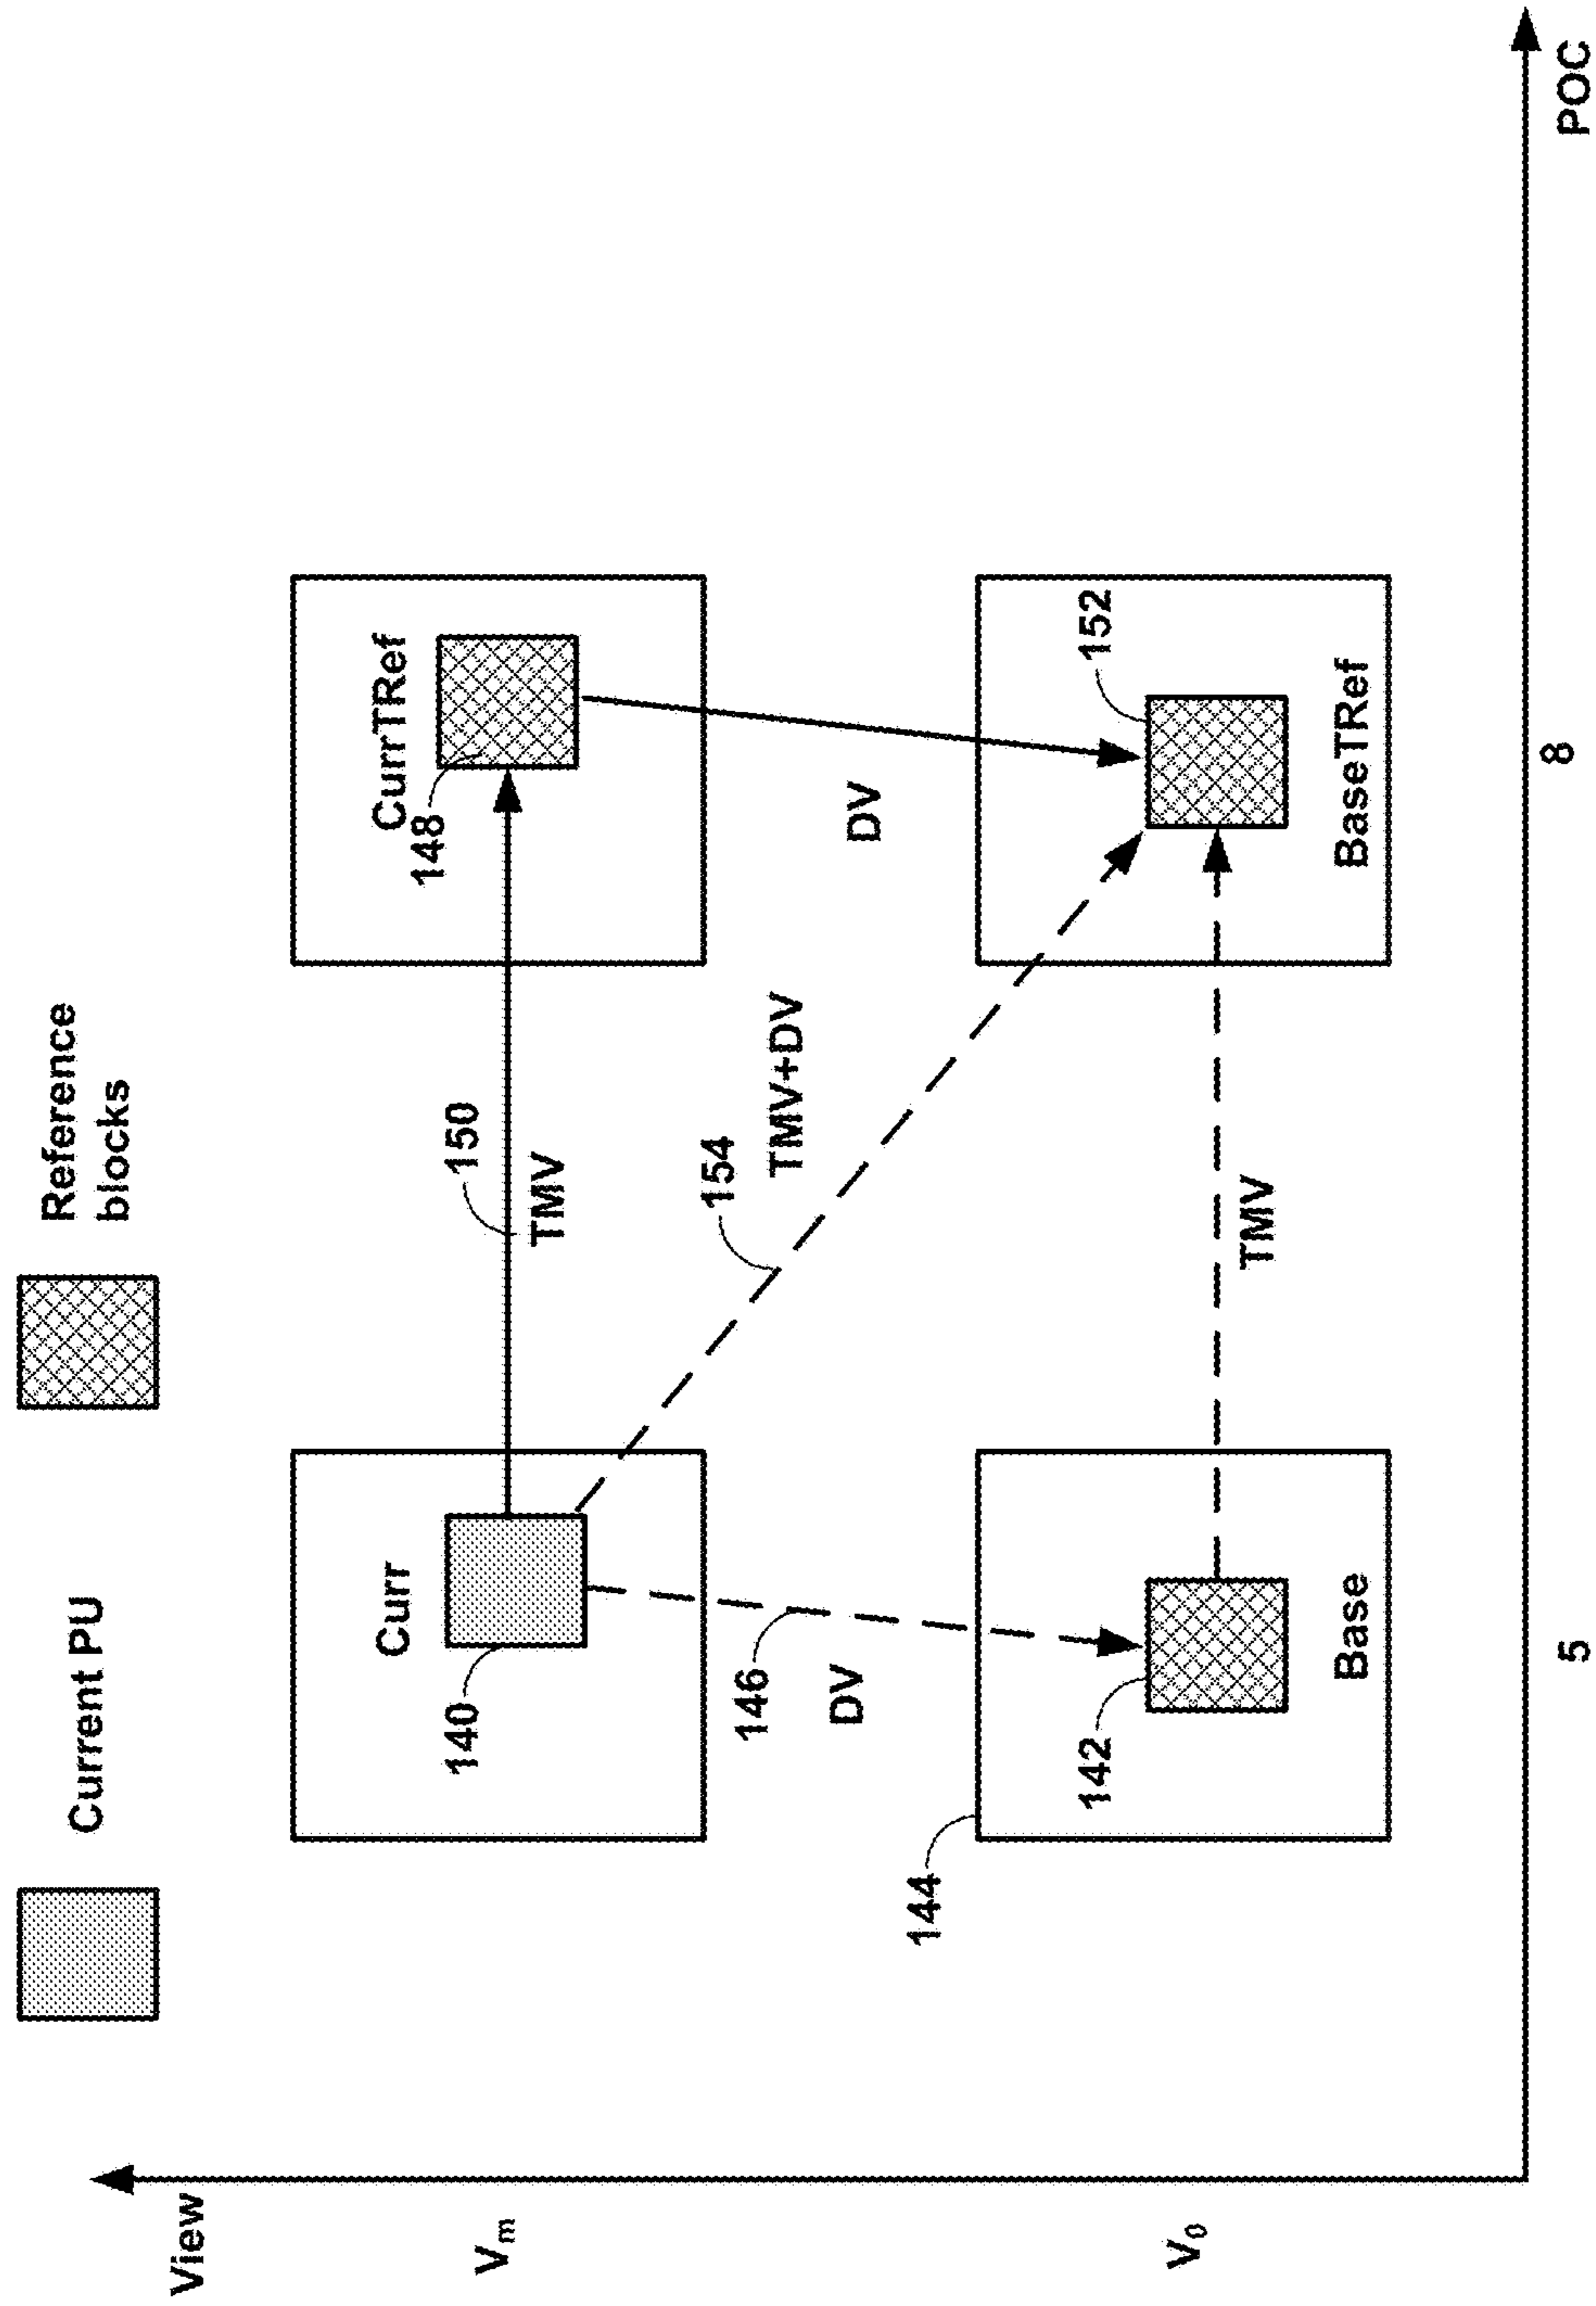 Current PU
Reference
blocks
View
Vm
V0
Curr
140
150
TMV
CurrTRef
148
146
DV
154
TMV+DV
DV
144
142
Base
TMV
152
BaseTRef
5
8
POC